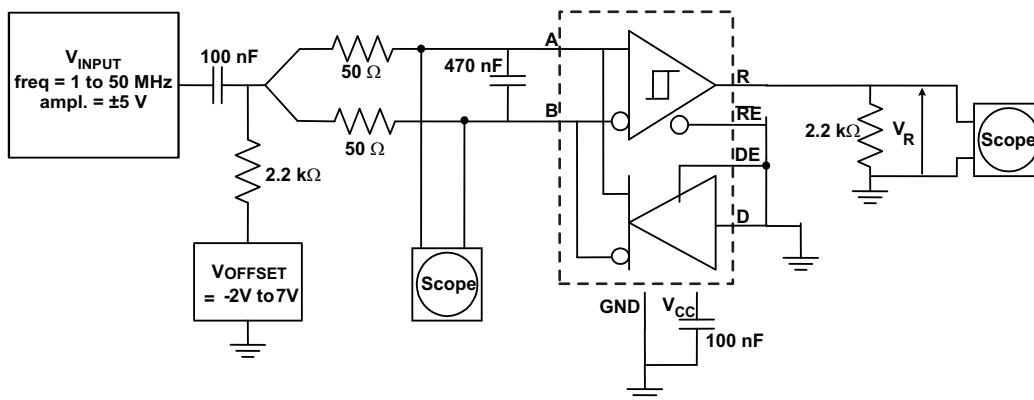 VINPUT
freq = 1 to 50 MHz
ampl. = ±5 V
100 nF
50 Ω
50 Ω
2.2 kΩ
VOFFSET
= -2V to 7V
470 nF
Scope
A
B
R
RE
DE
D
GND
VCC
100 nF
2.2 kΩ
VR
Scope